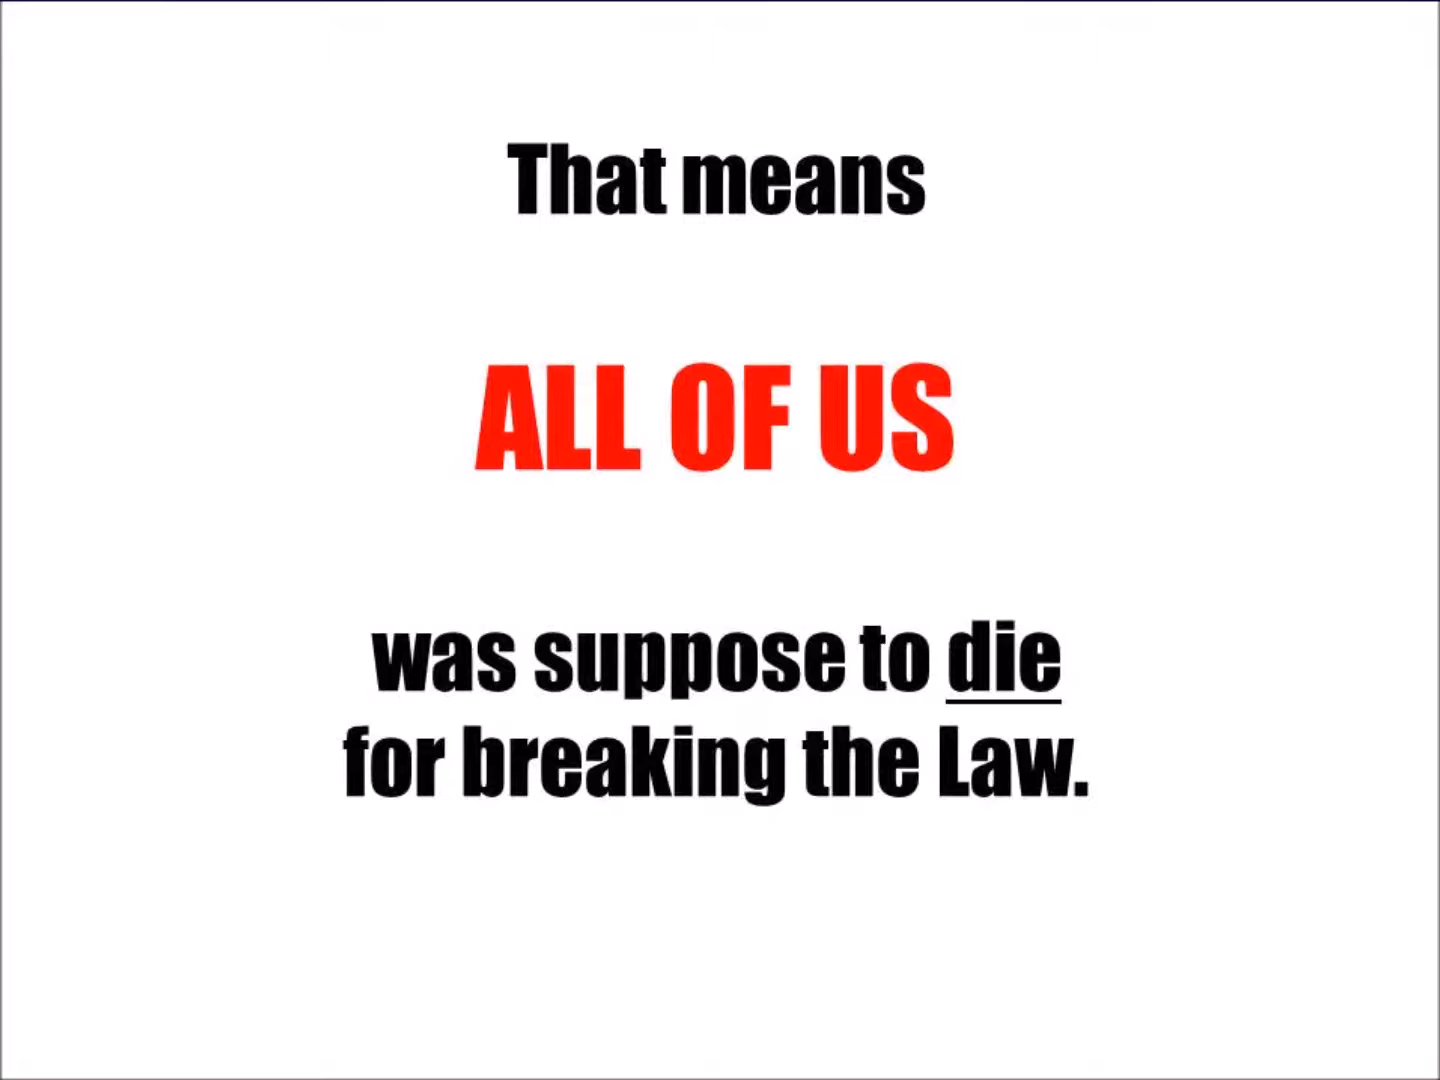 That means
ALL OF US
was suppose to die
for breaking the Law.